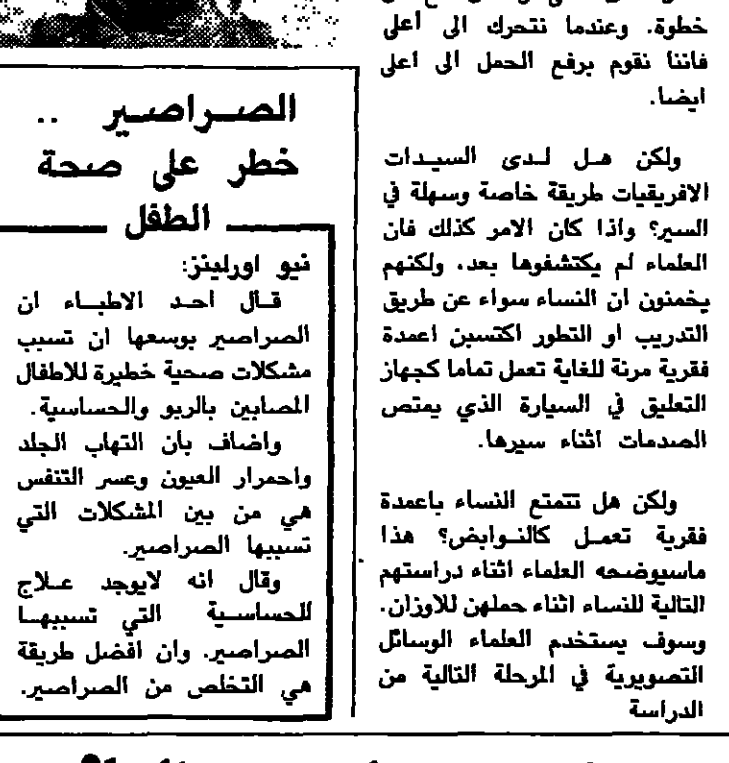 خطوة. وعندما نتحرك الى أعلى
فاننا نقوم برفع الحمل الى اعلى
ايضا.
ولكن هل لدى السيدات
الافريقيات طريقة خاصة وسهلة في
السير؟ واذا كان الامر كذلك فان
العلماء لم يكتشفوها بعد. ولكنهم
يخمنون ان النساء سواء عن طريق
التدريب او التطور اكتسبن اعمدة
فقرية مرنة للغاية تعمل تماما كجهاز
التعليق في السيارة الذي يمتص
الصدمات اثناء سيرها.
ولكن هل تتمتع النساء باعمدة
فقرية تعمل كالنوابض؟ هذا
ماسيوضحه العلماء اثناء دراستهم
التالية للنساء اثناء حملهن للاوزان.
وسوف يستخدم العلماء الوسائل
التصويرية في المرحلة التالية من
الدراسة
الصراصير ..
خطر على صحة
الطفل
نيو اورلينز:
قال احد الاطباء ان
الصراصير بوسعها ان تسبب
مشكلات صحية خطيرة للاطفال
المصابين بالربو والحساسية.
واضاف بأن التهاب الجلد
واحمرار العيون وعسر التنفس
هي من بين المشكلات التي
تسببها الصراصير.
وقال انه لايوجد علاج
للحساسية التي تسببها
الصراصير. وان افضل طريقة
هي التخلص من الصراصير.